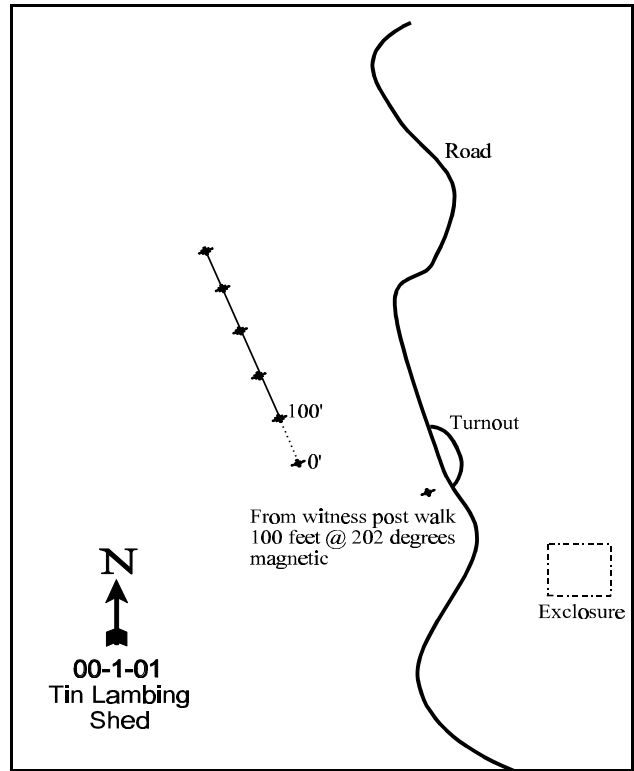 Road
100'
Turnout
0'
From witness post walk
100 feet @ 202 degrees
magnetic
N
Exclosure
00-1-01
Tin Lambing
Shed